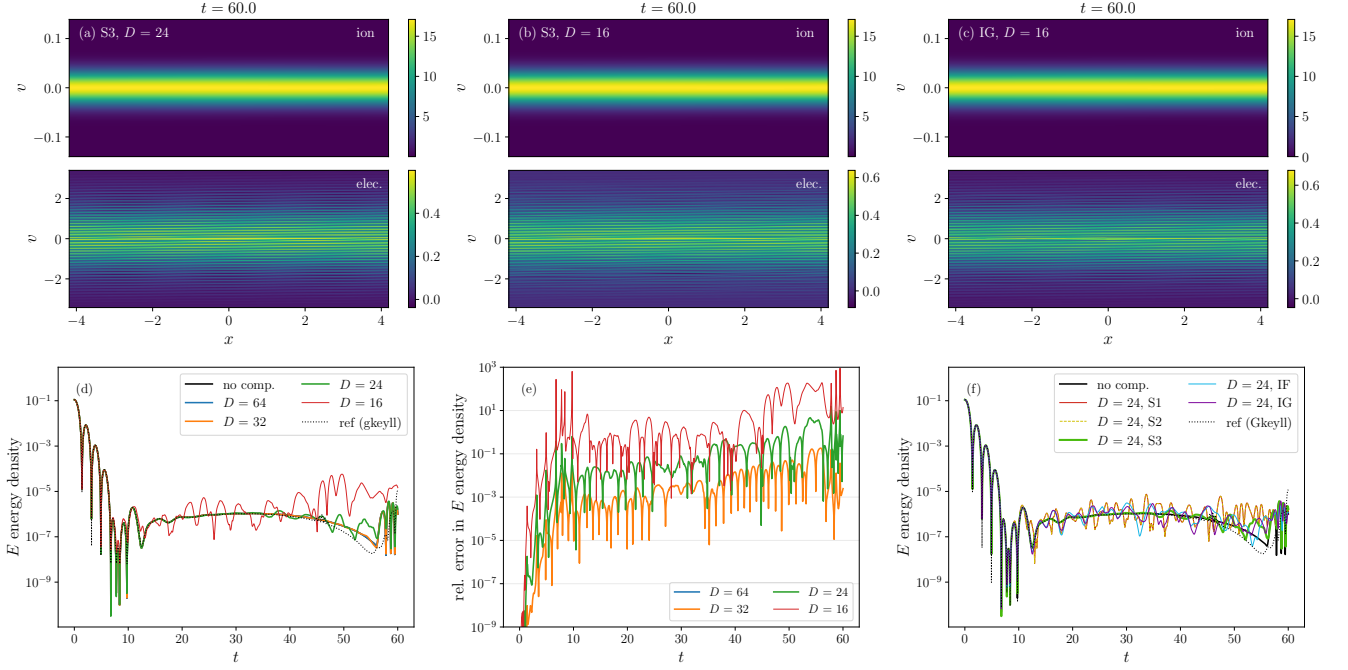 t = 60.0
t = 60.0
t = 60.0
(a) S3, D = 24
ion
0.1
0.0
−0.1
v
15
10
5
(b) S3, D = 16
ion
0.1
0.0
−0.1
v
15
10
5
(c) IG, D = 16
ion
0.1
0.0
−0.1
v
15
10
5
0
elec.
2
0
−2
v
−4
−2
0
2
4
x
0.4
0.2
0.0
elec.
2
0
−2
v
−4
−2
0
2
4
x
0.6
0.4
0.2
0.0
elec.
2
0
−2
v
−4
−2
0
2
4
x
0.6
0.4
0.2
0.0
(d)
no comp.
D = 64
D = 32
D = 24
D = 16
ref (gkeyll)
E energy density
10⁻¹
10⁻³
10⁻⁵
10⁻⁷
10⁻⁹
0
10
20
30
40
50
60
t
(e)
rel. error in E energy density
10³
10¹
10⁻¹
10⁻³
10⁻⁵
10⁻⁷
10⁻⁹
D = 64
D = 32
D = 24
D = 16
0
10
20
30
40
50
60
t
(f)
no comp.
D = 24, S1
D = 24, S2
D = 24, S3
D = 24, IF
D = 24, IG
ref (Gkeyll)
E energy density
10⁻¹
10⁻³
10⁻⁵
10⁻⁷
10⁻⁹
0
10
20
30
40
50
60
t